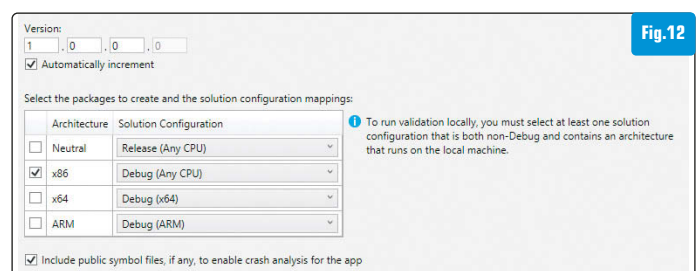 Fig.12
Version:
1 . 0 . 0 . 0
Automatically increment
Select the packages to create and the solution configuration mappings:
Architecture Solution Configuration
Neutral Release (Any CPU)
x86 Debug (Any CPU)
x64 Debug (x64)
ARM Debug (ARM)
To run validation locally, you must select at least one solution
configuration that is both non-Debug and contains an architecture
that runs on the local machine.
Include public symbol files, if any, to enable crash analysis for the app